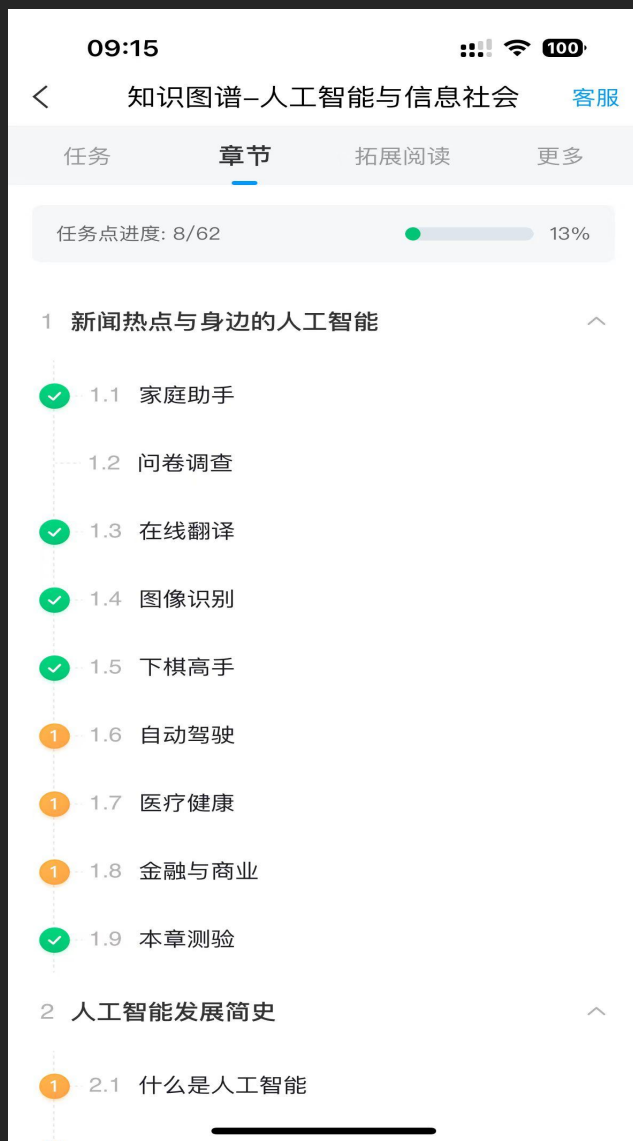 09:15 100
知识图谱-人工智能与信息社会 客服
任务 章节 拓展阅读 更多
任务点进度: 8/62 13%
1 新闻热点与身边的人工智能
1.1 家庭助手
1.2 问卷调查
1.3 在线翻译
1.4 图像识别
1.5 下棋高手
1 1.6 自动驾驶
1 1.7 医疗健康
1 1.8 金融与商业
1.9 本章测验
2 人工智能发展简史
1 2.1 什么是人工智能